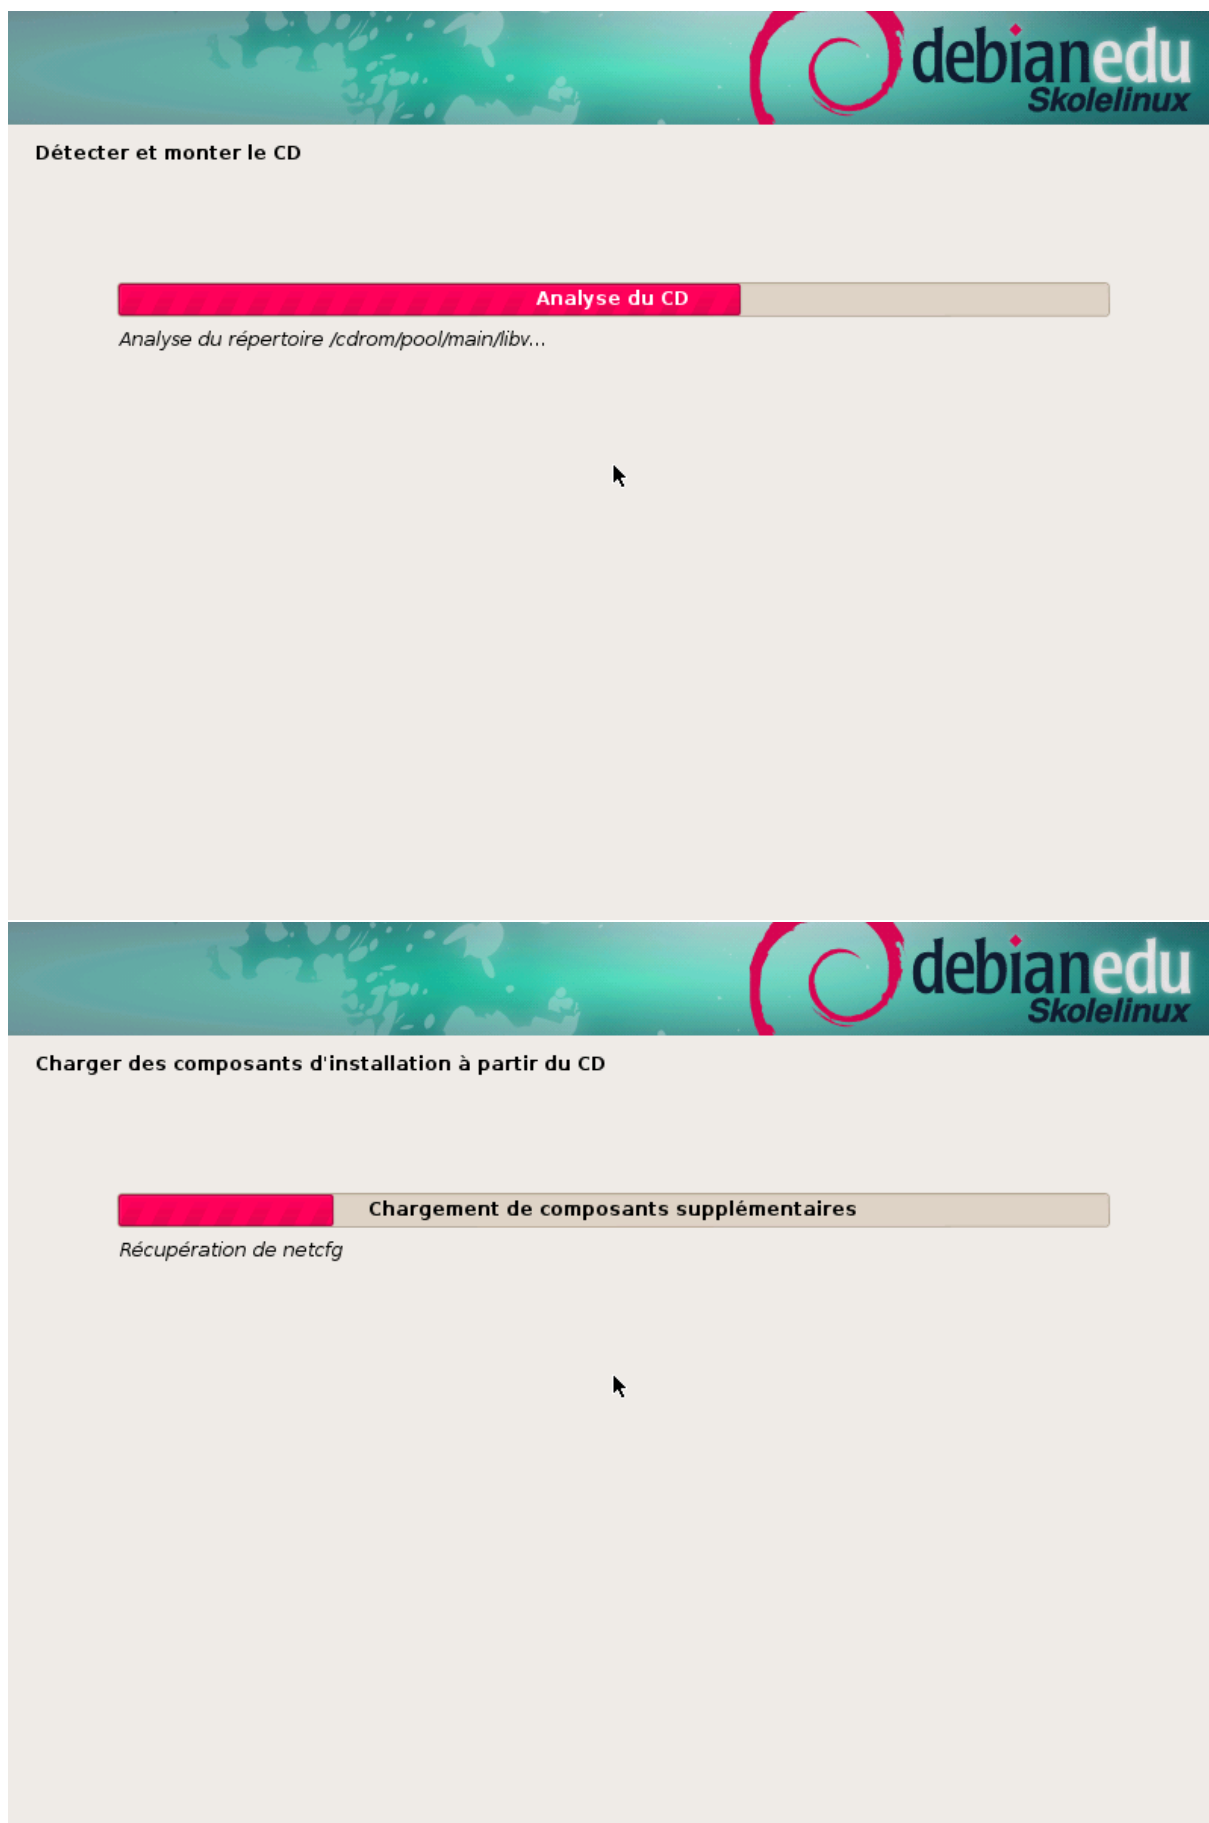 debianedu
Skolelinux
Détecter et monter le CD
Analyse du CD
Analyse du répertoire /cdrom/pool/main/libv...
debianedu
Skolelinux
Charger des composants d'installation à partir du CD
Chargement de composants supplémentaires
Récupération de netcfg